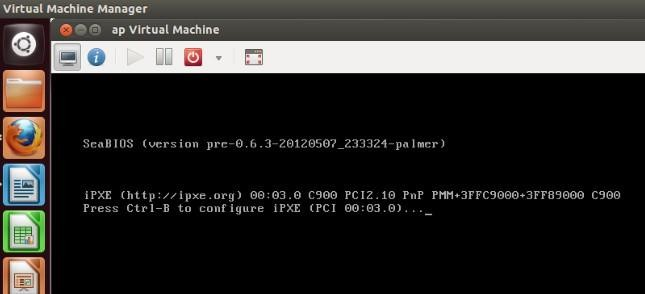 Virtual Machine Manager
ap Virtual Machine
SeaBIOS (version pre-0.6.3-20120507_233324-palmer)
iPXE (http://ipxe.org) 00:03.0 C900 PCI2.10 PnP PMM+3FFC9000+3FF89000 C900
Press Ctrl-B to configure iPXE (PCI 00:03.0)..._